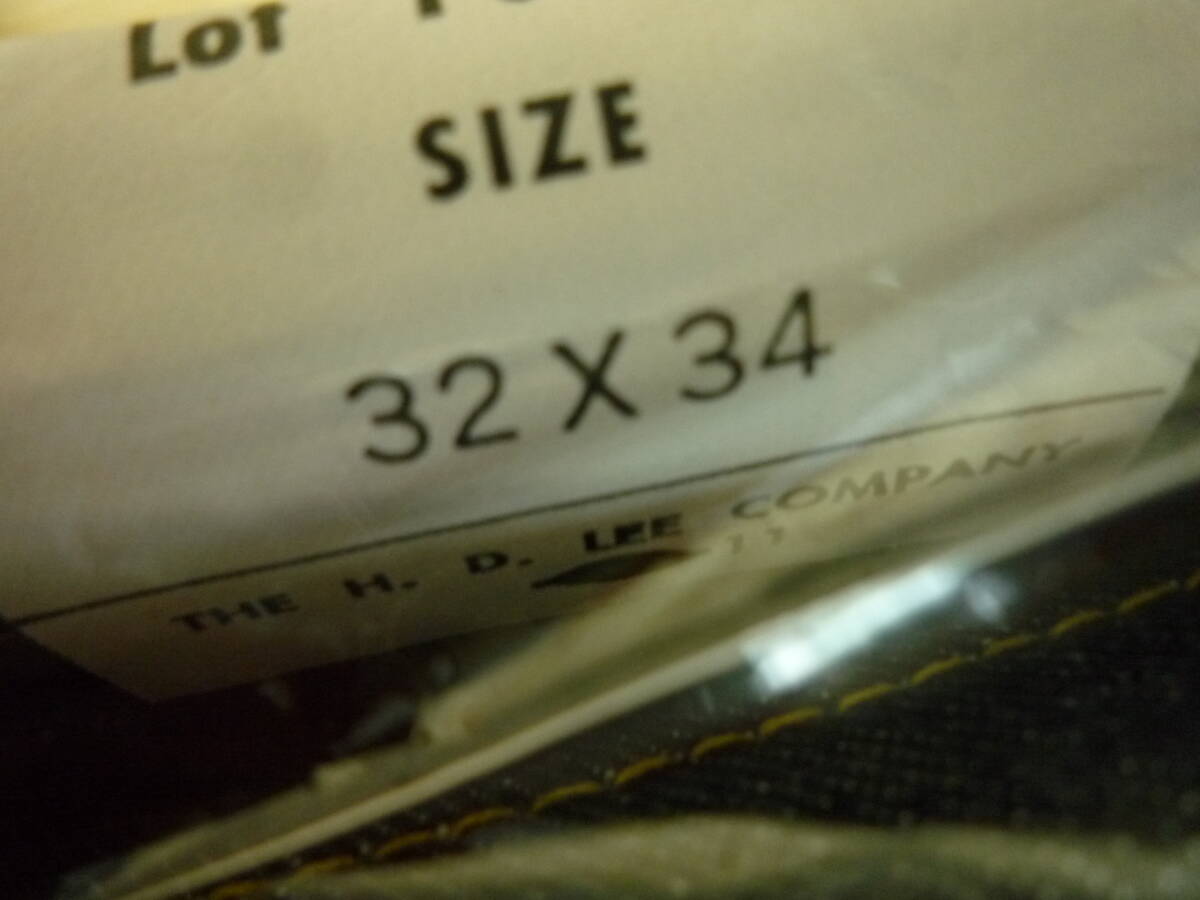 Lot
SIZE
32 X 34
THE H. D. LEE COMPANY